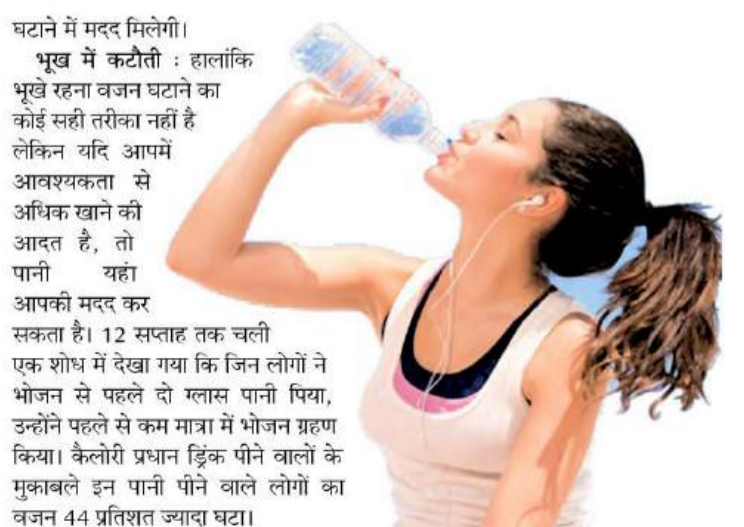 घटाने में मदद मिलेगी।
भूख में कटौती : हालांकि
भूखे रहना वजन घटाने का
कोई सही तरीका नहीं है
लेकिन यदि आपमें
आवश्यकता से
अधिक खाने की
आदत है, तो
पानी यहां
आपकी मदद कर
सकता है। 12 सप्ताह तक चली
एक शोध में देखा गया कि जिन लोगों ने
भोजन से पहले दो ग्लास पानी पिया,
उन्होंने पहले से कम मात्रा में भोजन ग्रहण
किया। कैलोरी प्रधान ड्रिंक पीने वालों के
मुकाबले इन पानी पीने वाले लोगों का
वजन 44 प्रतिशत ज्यादा घटा।